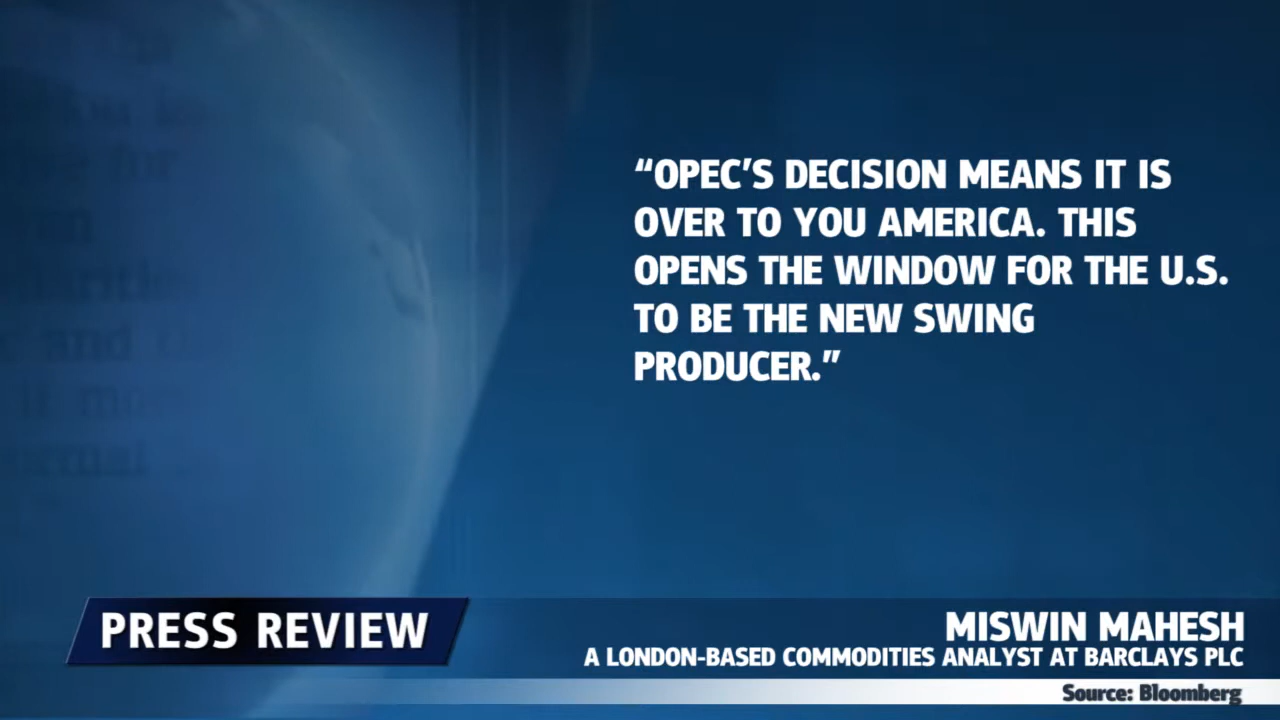 “OPEC’S DECISION MEANS IT IS
OVER TO YOU AMERICA. THIS
OPENS THE WINDOW FOR THE U.S.
TO BE THE NEW SWING
PRODUCER.”
PRESS REVIEW
MISWIN MAHESH
A LONDON-BASED COMMODITIES ANALYST AT BARCLAYS PLC
Source: Bloomberg